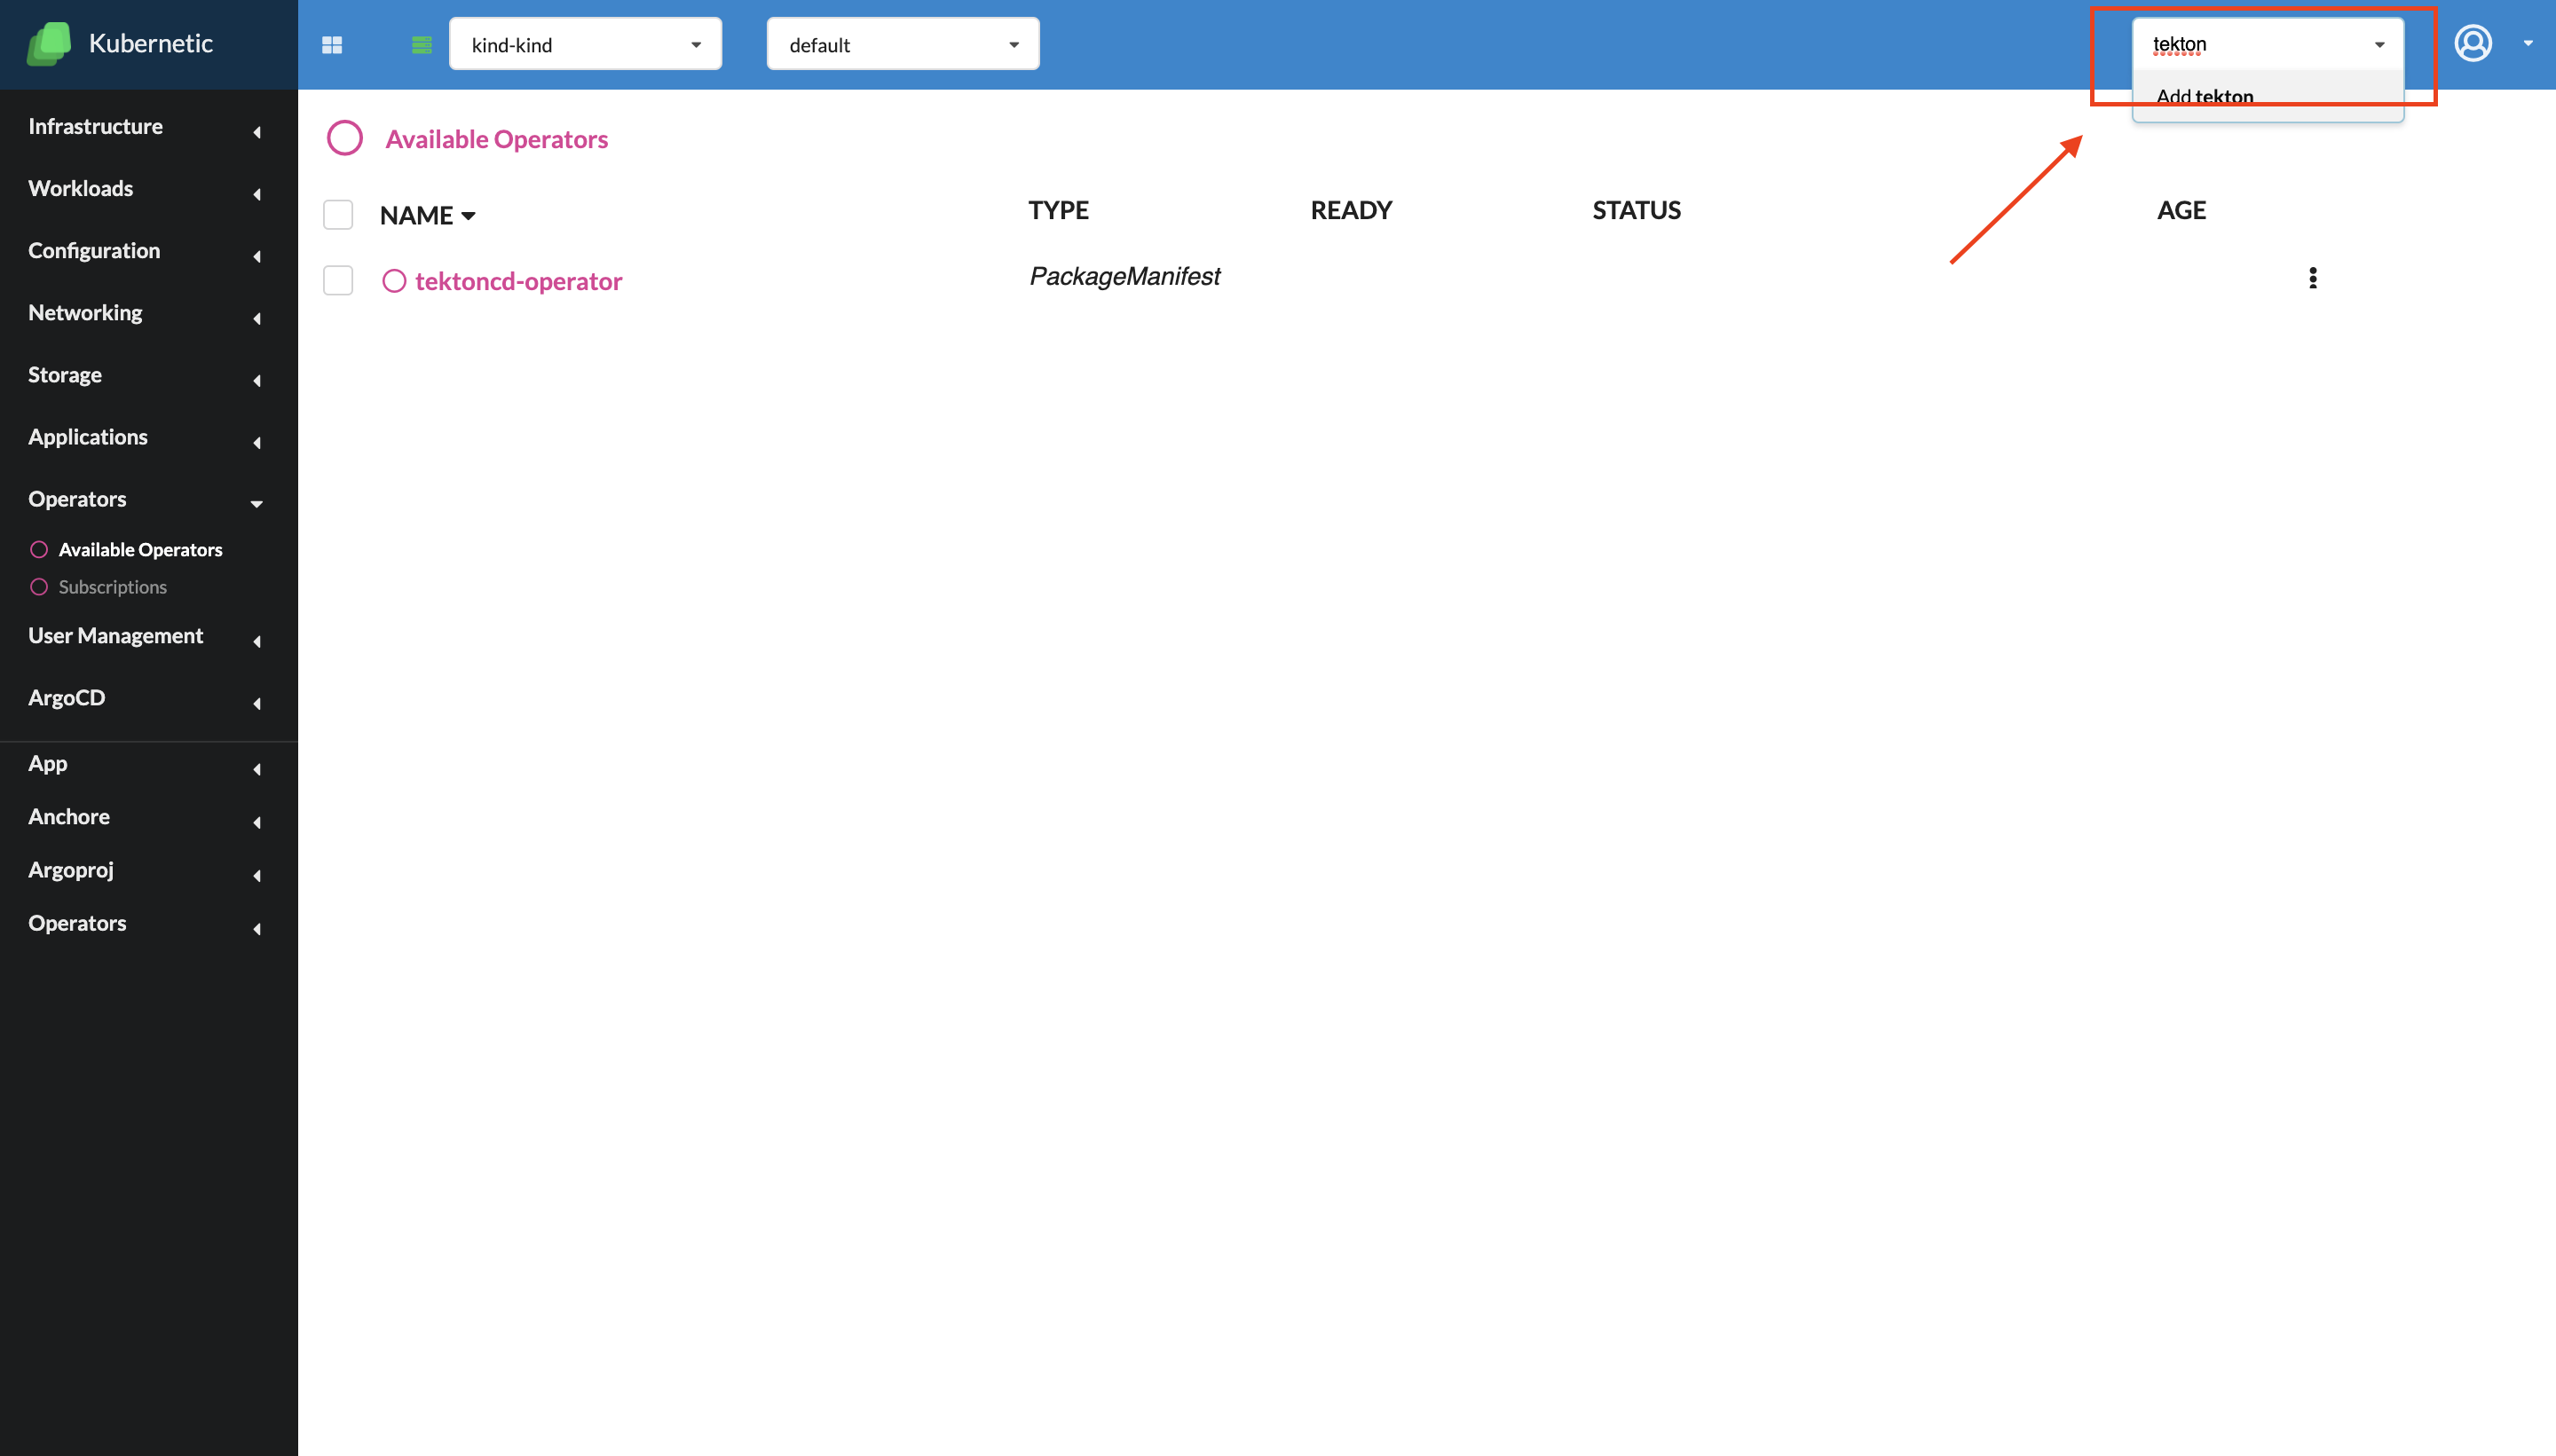 Kubernetic
kind-kind
default
tekton
Add tekton
Infrastructure
Workloads
Configuration
Networking
Storage
Applications
Operators
Available Operators
Subscriptions
User Management
ArgoCD
App
Anchore
Argoproj
Operators
Available Operators
NAME TYPE READY STATUS AGE
tektoncd-operator PackageManifest